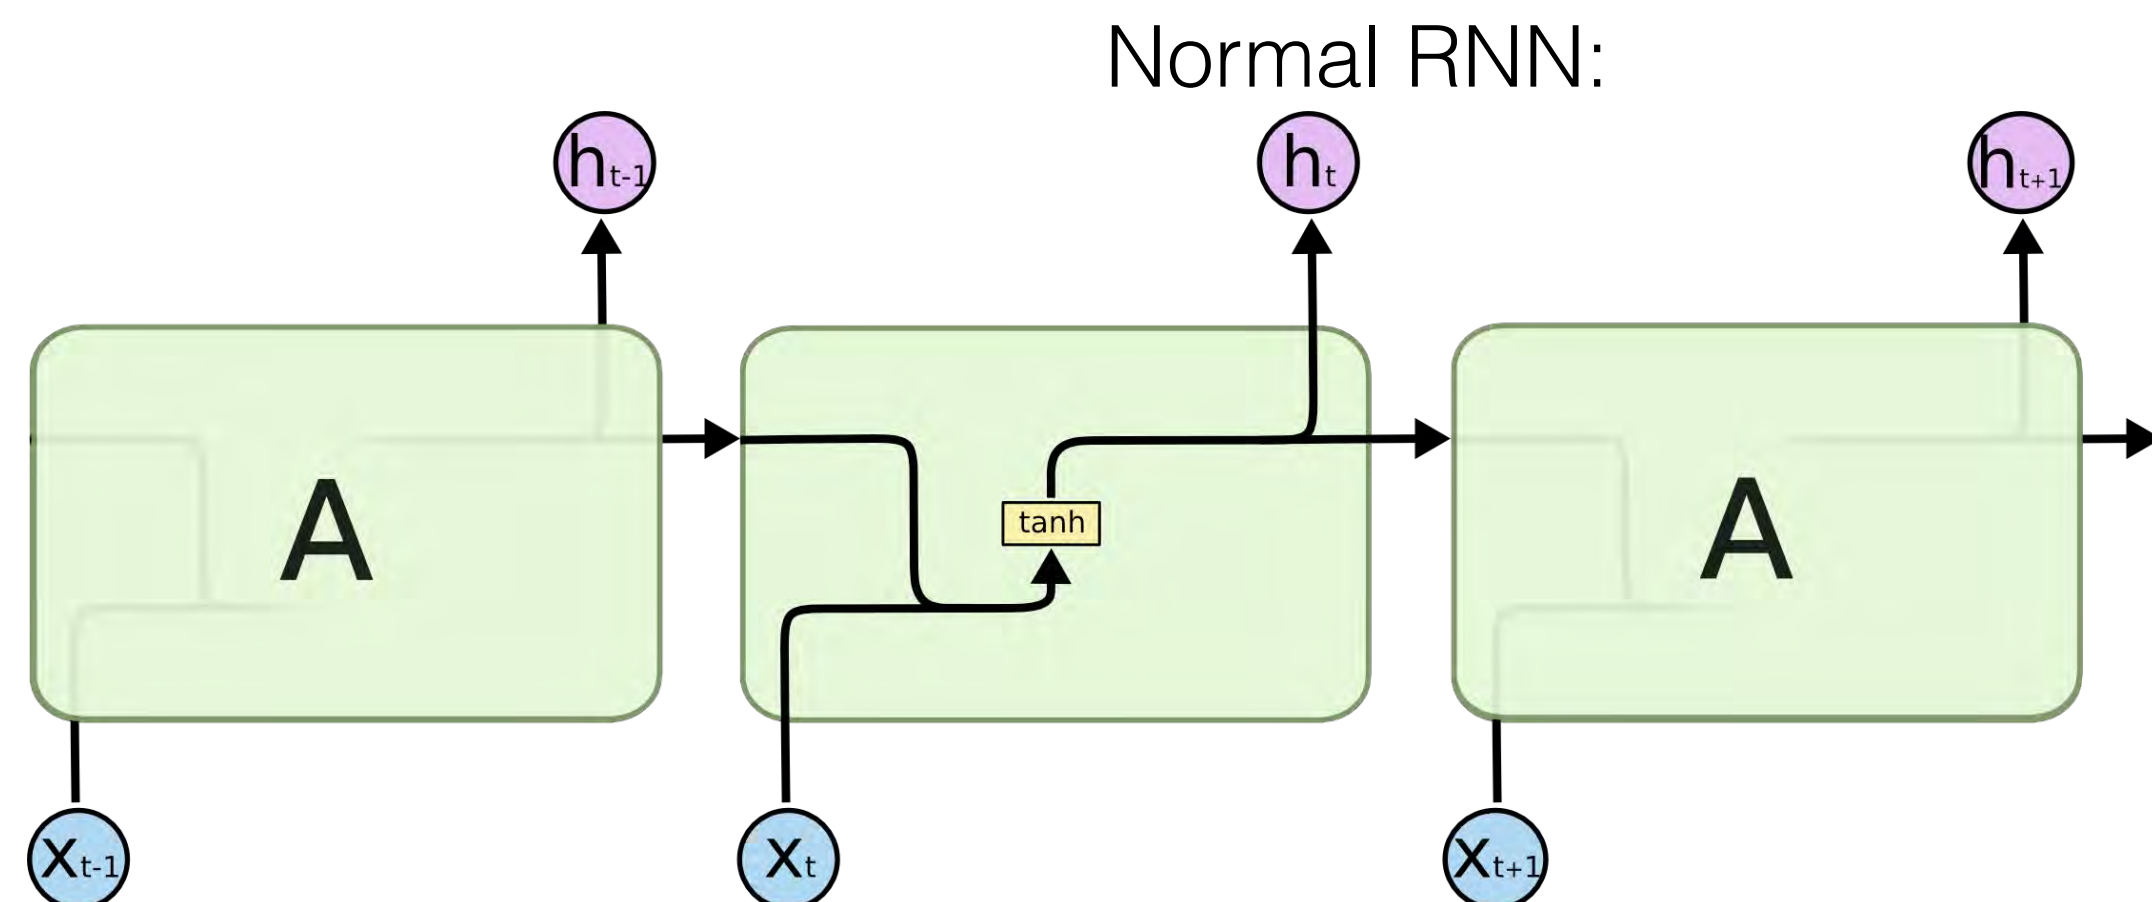 Normal RNN:
ht-1
ht
ht+1
A
tanh
A
xt-1
xt
xt+1